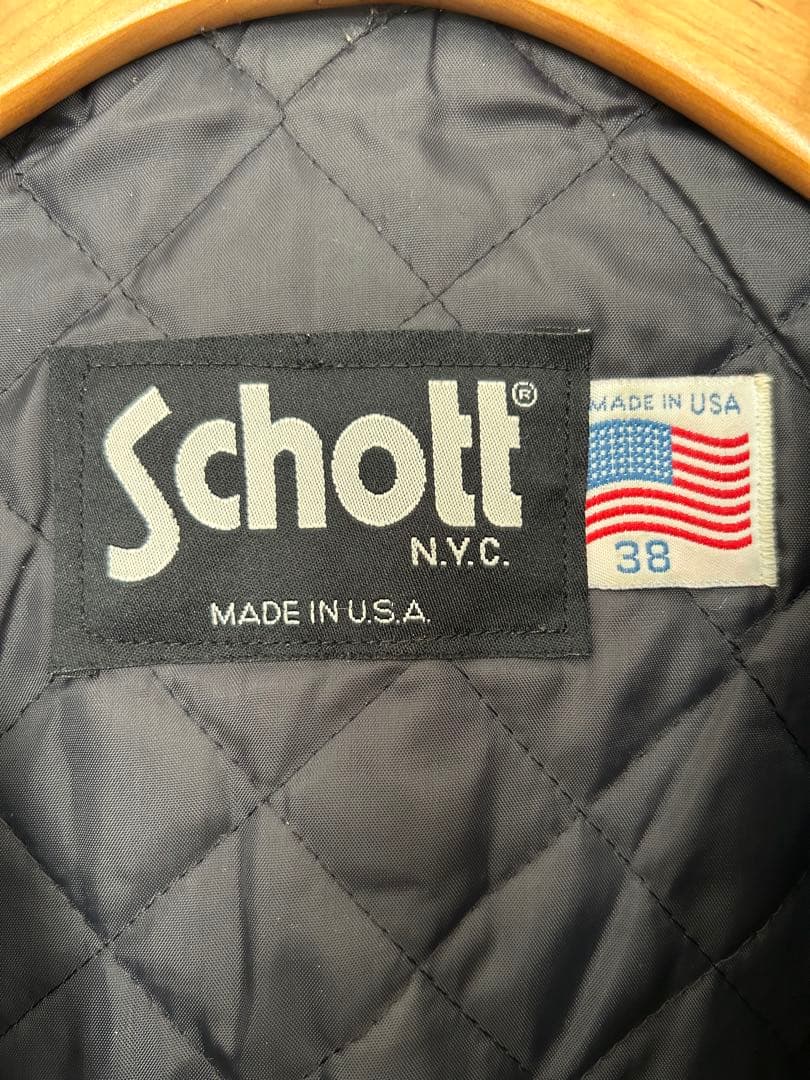 Schott®
N.Y.C.
MADE IN U.S.A.
MADE IN USA
38